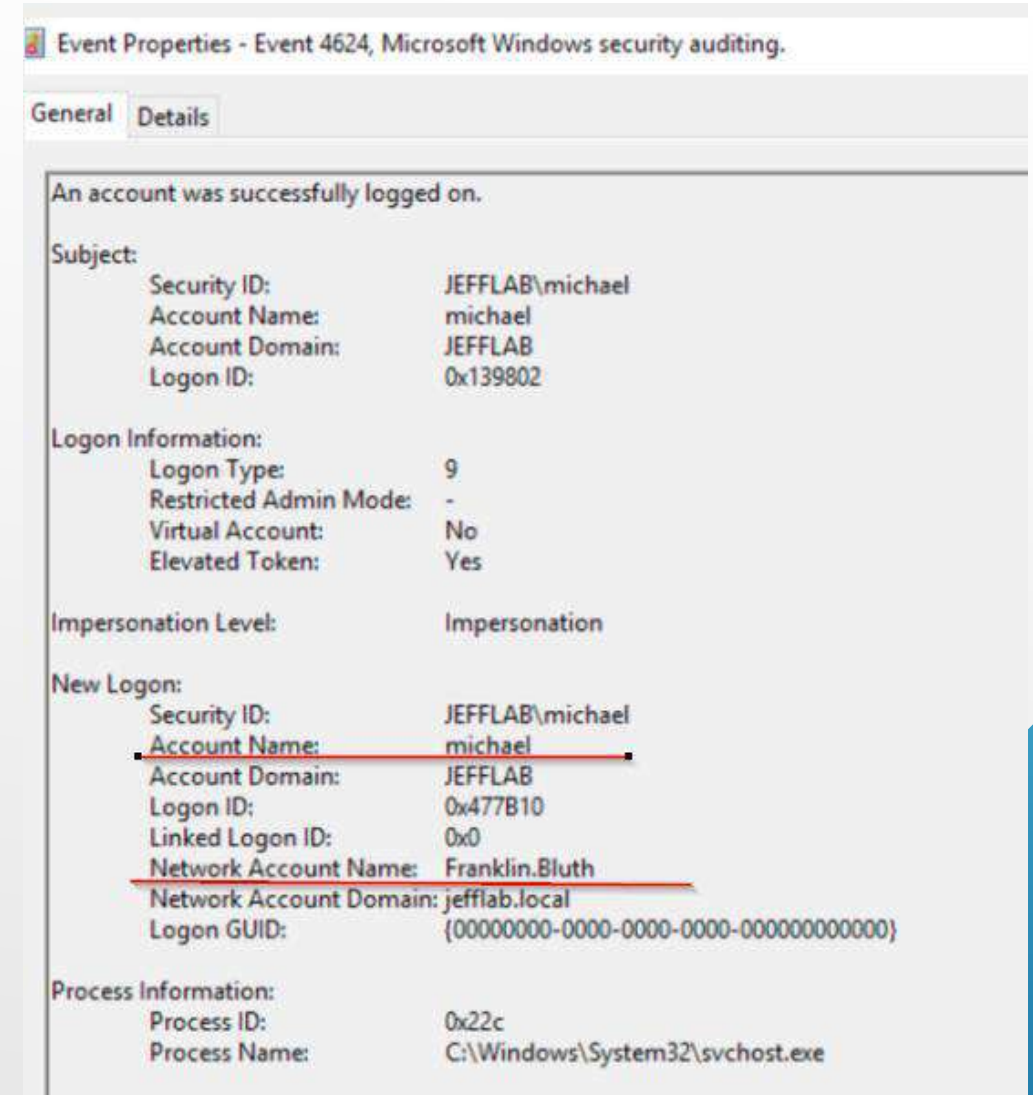 Event Properties - Event 4624, Microsoft Windows security auditing.
General Details
An account was successfully logged on.
Subject:
Security ID: JEFFLAB\michael
Account Name: michael
Account Domain: JEFFLAB
Logon ID: 0x139802
Logon Information:
Logon Type: 9
Restricted Admin Mode: -
Virtual Account: No
Elevated Token: Yes
Impersonation Level: Impersonation
New Logon:
Security ID: JEFFLAB\michael
Account Name: michael
Account Domain: JEFFLAB
Logon ID: 0x477B10
Linked Logon ID: 0x0
Network Account Name: Franklin.Bluth
Network Account Domain: jefflab.local
Logon GUID: {00000000-0000-0000-0000-000000000000}
Process Information:
Process ID: 0x22c
Process Name: C:\Windows\System32\svchost.exe